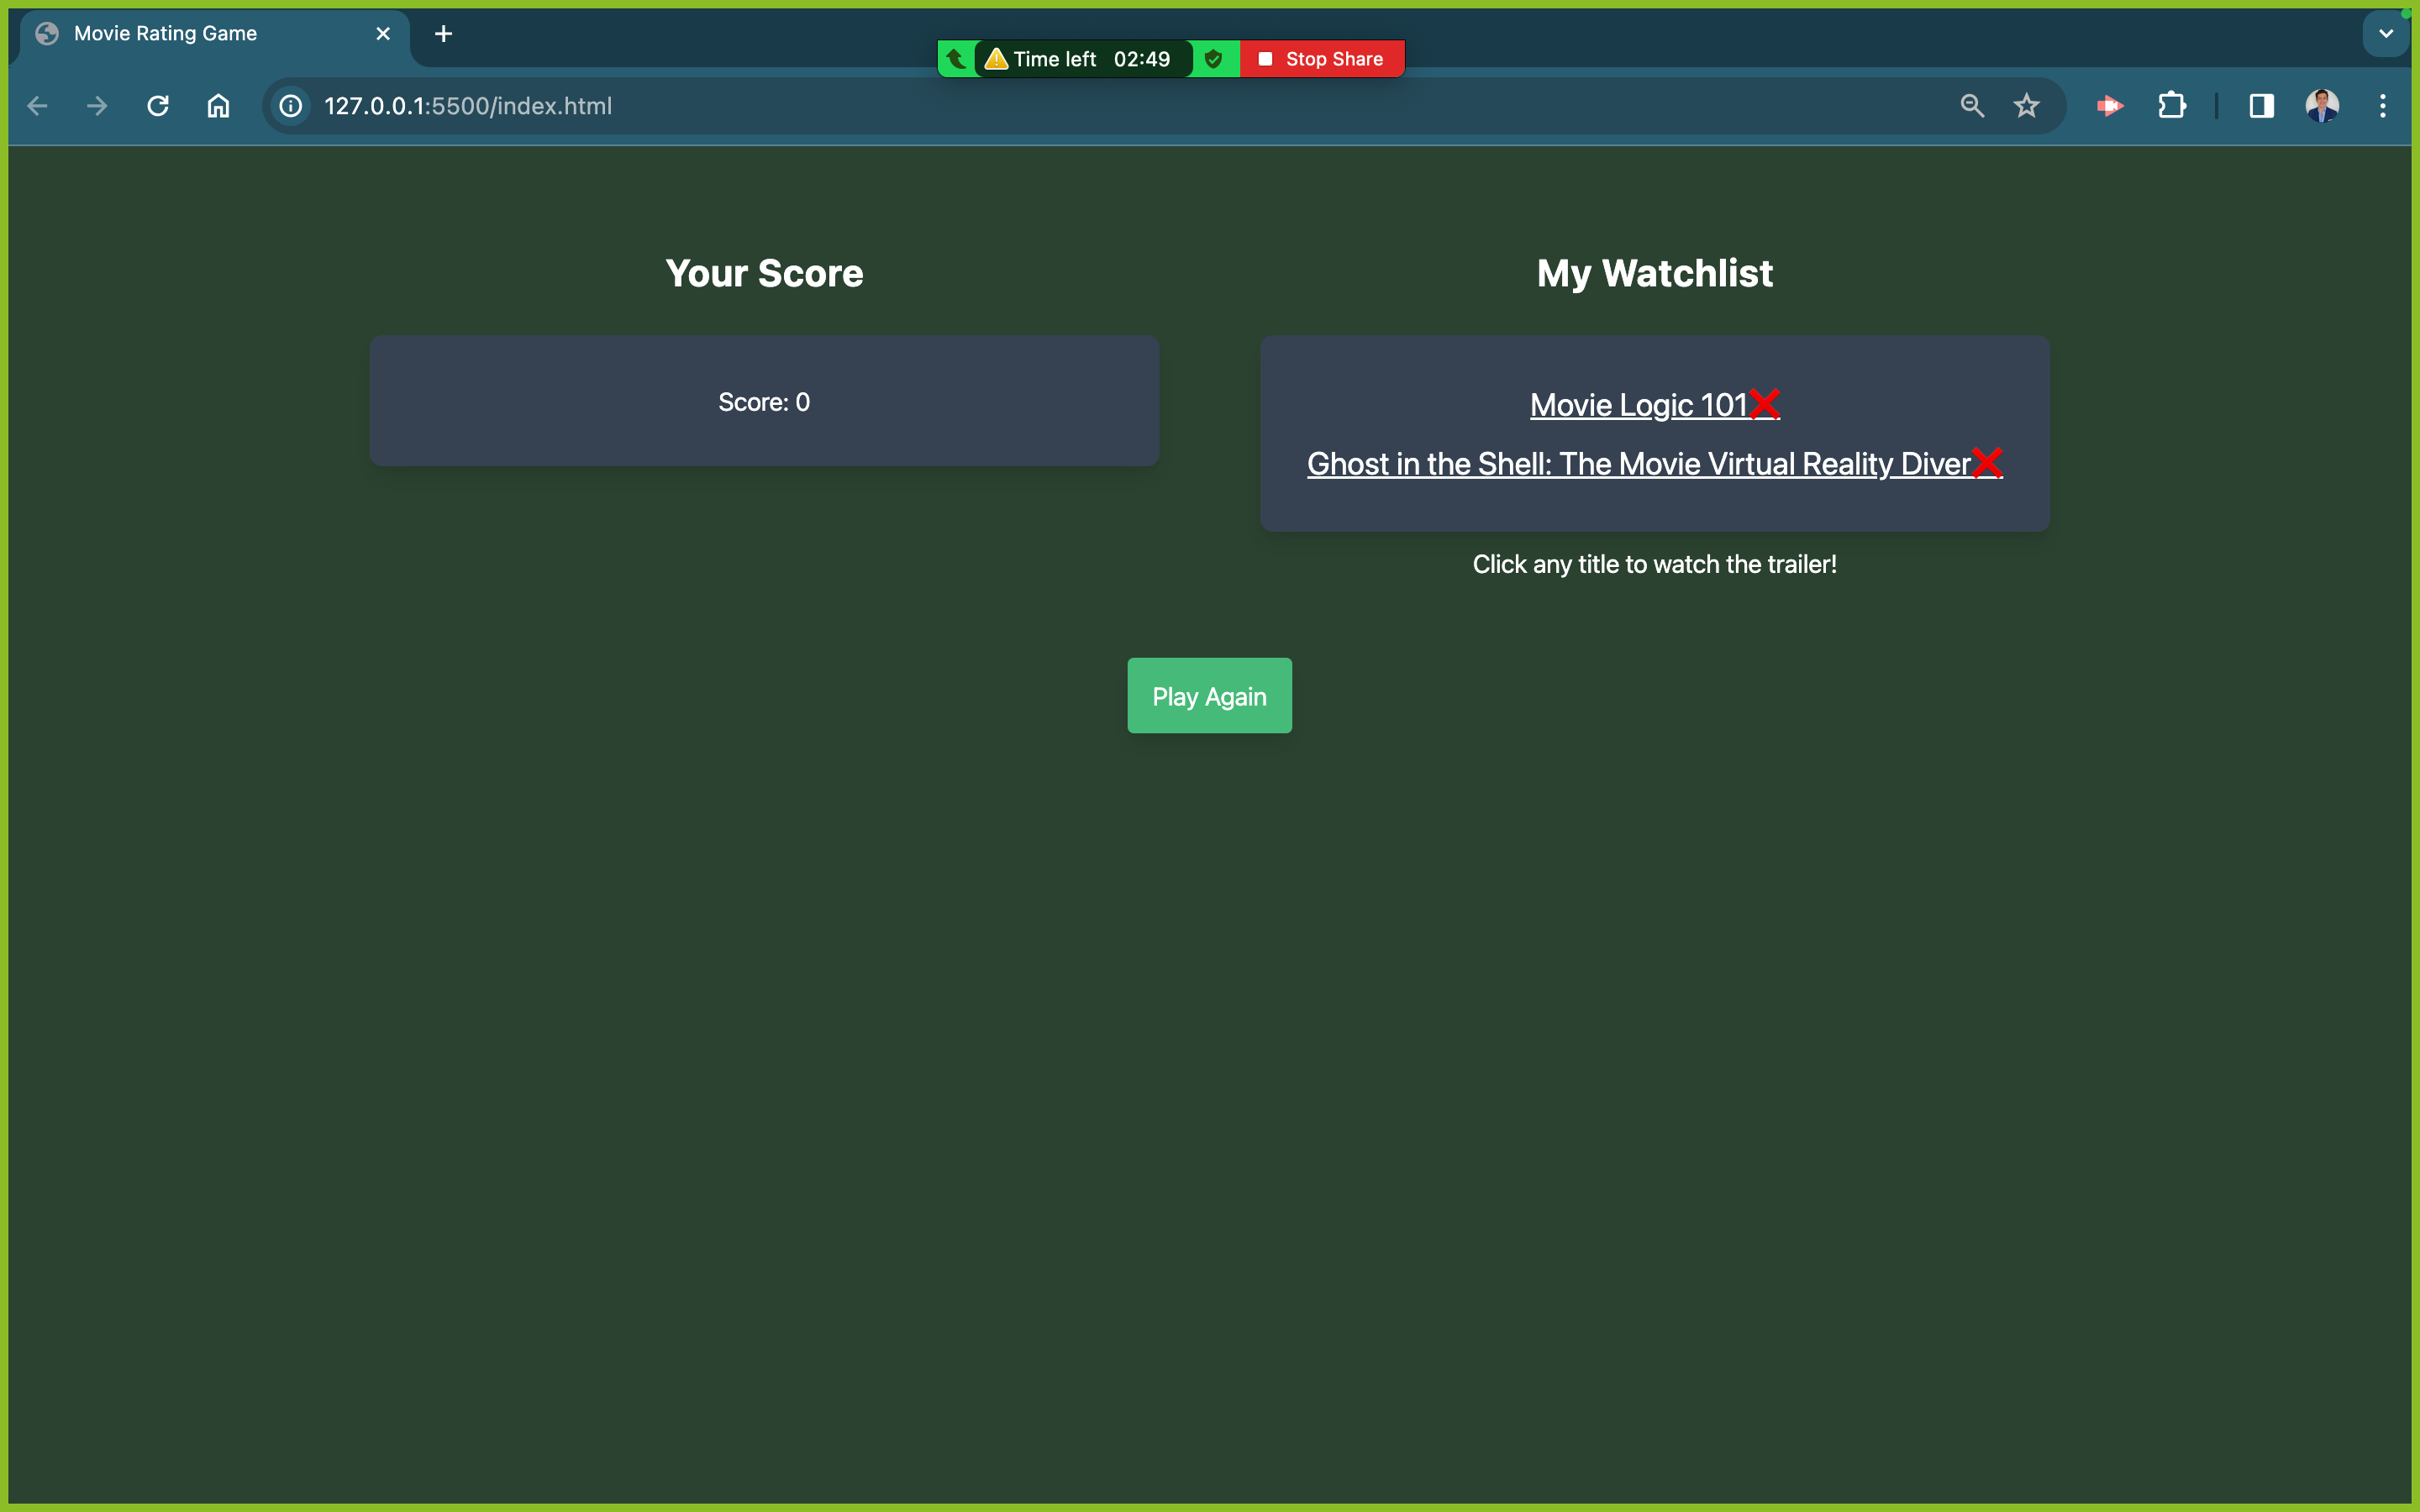 Movie Rating Game
Time left 02:49
Stop Share
127.0.0.1:5500/index.html
Your Score
My Watchlist
Score: 0
Movie Logic 101❌
Ghost in the Shell: The Movie Virtual Reality Diver❌
Click any title to watch the trailer!
Play Again